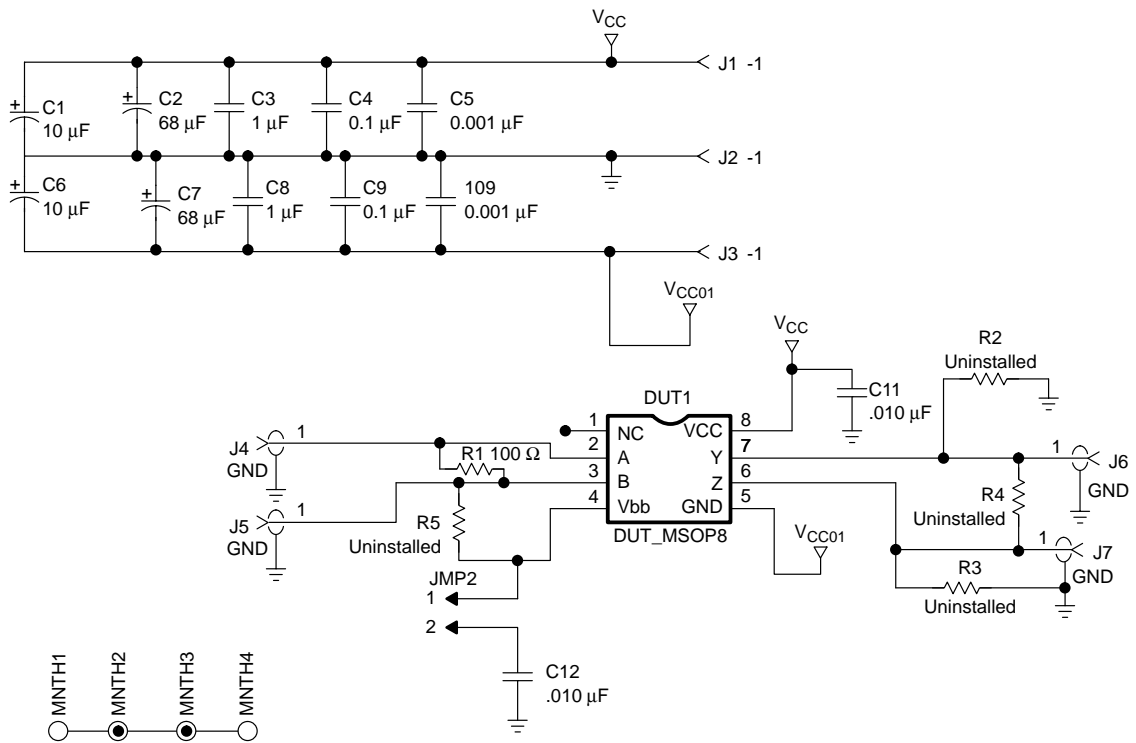 VCC
J1 -1
C1
10 μF
C2
68 μF
C3
1 μF
C4
0.1 μF
C5
0.001 μF
J2 -1
C6
10 μF
C7
68 μF
C8
1 μF
C9
0.1 μF
109
0.001 μF
J3 -1
VCC01
VCC
R2
Uninstalled
C11
.010 μF
DUT1
1
2
3
4
NC
A
B
Vbb
VCC
Y
Z
GND
8
7
6
5
DUT_MSOP8
J4
1
GND
R1 100 Ω
J5
1
GND
R5
Uninstalled
VCC01
1
J6
GND
R4
Uninstalled
1
J7
GND
R3
Uninstalled
JMP2
1
2
C12
.010 μF
MNTH1
MNTH2
MNTH3
MNTH4